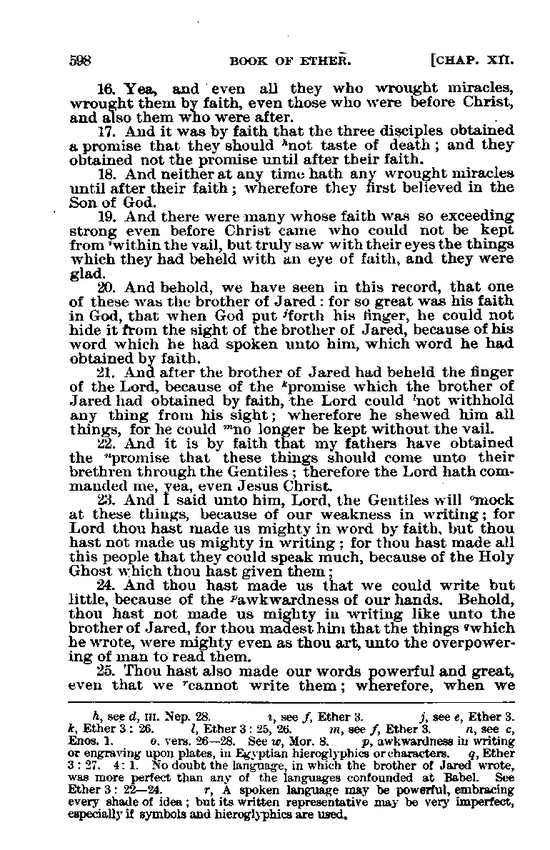 598 BOOK OF ETHER. [CHAP. XII.
16. Yea, and even all they who wrought miracles,
wrought them by faith, even those who were before Christ,
and also them who were after.
17. And it was by faith that the three disciples obtained
a promise that they should ʰnot taste of death ; and they
obtained not the promise until after their faith.
18. And neither at any time hath any wrought miracles
until after their faith ; wherefore they first believed in the
Son of God.
19. And there were many whose faith was so exceeding
strong even before Christ came who could not be kept
from ⁱwithin the vail, but truly saw with their eyes the things
which they had beheld with an eye of faith, and they were
glad.
20. And behold, we have seen in this record, that one
of these was the brother of Jared : for so great was his faith
in God, that when God put ʲforth his finger, he could not
hide it from the sight of the brother of Jared, because of his
word which he had spoken unto him, which word he had
obtained by faith.
21. And after the brother of Jared had beheld the finger
of the Lord, because of the ᵏpromise which the brother of
Jared had obtained by faith, the Lord could ˡnot withhold
any thing from his sight ; wherefore he shewed him all
things, for he could ᵐno longer be kept without the vail.
22. And it is by faith that my fathers have obtained
the ⁿpromise that these things should come unto their
brethren through the Gentiles ; therefore the Lord hath com-
manded me, yea, even Jesus Christ.
23. And I said unto him, Lord, the Gentiles will ᵒmock
at these things, because of our weakness in writing ; for
Lord thou hast made us mighty in word by faith, but thou
hast not made us mighty in writing ; for thou hast made all
this people that they could speak much, because of the Holy
Ghost which thou hast given them ;
24. And thou hast made us that we could write but
little, because of the ᵖawkwardness of our hands. Behold,
thou hast not made us mighty in writing like unto the
brother of Jared, for thou madest him that the things ᑫwhich
he wrote, were mighty even as thou art, unto the overpower-
ing of man to read them.
25. Thou hast also made our words powerful and great,
even that we ʳcannot write them ; wherefore, when we
h, see d, III. Nep. 28. i, see f, Ether 3. j, see e, Ether 3.
k, Ether 3 : 26. l, Ether 3 : 25, 26. m, see f, Ether 3. n, see c,
Enos. 1. o. vers. 26—28. See w, Mor. 8. p, awkwardness in writing
or engraving upon plates, in Egyptian hieroglyphics or characters. q, Ether
3 : 27. 4 : 1. No doubt the language, in which the brother of Jared wrote,
was more perfect than any of the languages confounded at Babel. See
Ether 3 : 22—24. r, A spoken language may be powerful, embracing
every shade of idea ; but its written representative may be very imperfect,
especially if symbols and hieroglyphics are used.